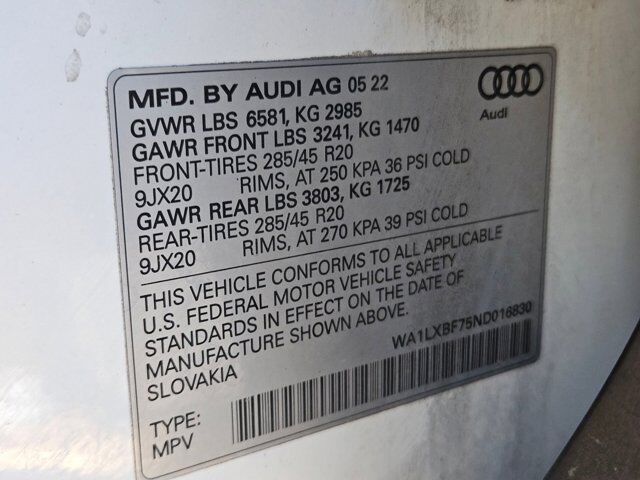 MFD. BY AUDI AG 05 22
GVWR LBS 6581, KG 2985
GAWR FRONT LBS 3241, KG 1470
FRONT-TIRES 285/45 R20
9JX20 RIMS, AT 250 KPA 36 PSI COLD
GAWR REAR LBS 3803, KG 1725
REAR-TIRES 285/45 R20
9JX20 RIMS, AT 270 KPA 39 PSI COLD
Audi
THIS VEHICLE CONFORMS TO ALL APPLICABLE
U.S. FEDERAL MOTOR VEHICLE SAFETY
STANDARDS IN EFFECT ON THE DATE OF
MANUFACTURE SHOWN ABOVE.
SLOVAKIA
WA1LXBF75ND016830
TYPE:
MPV